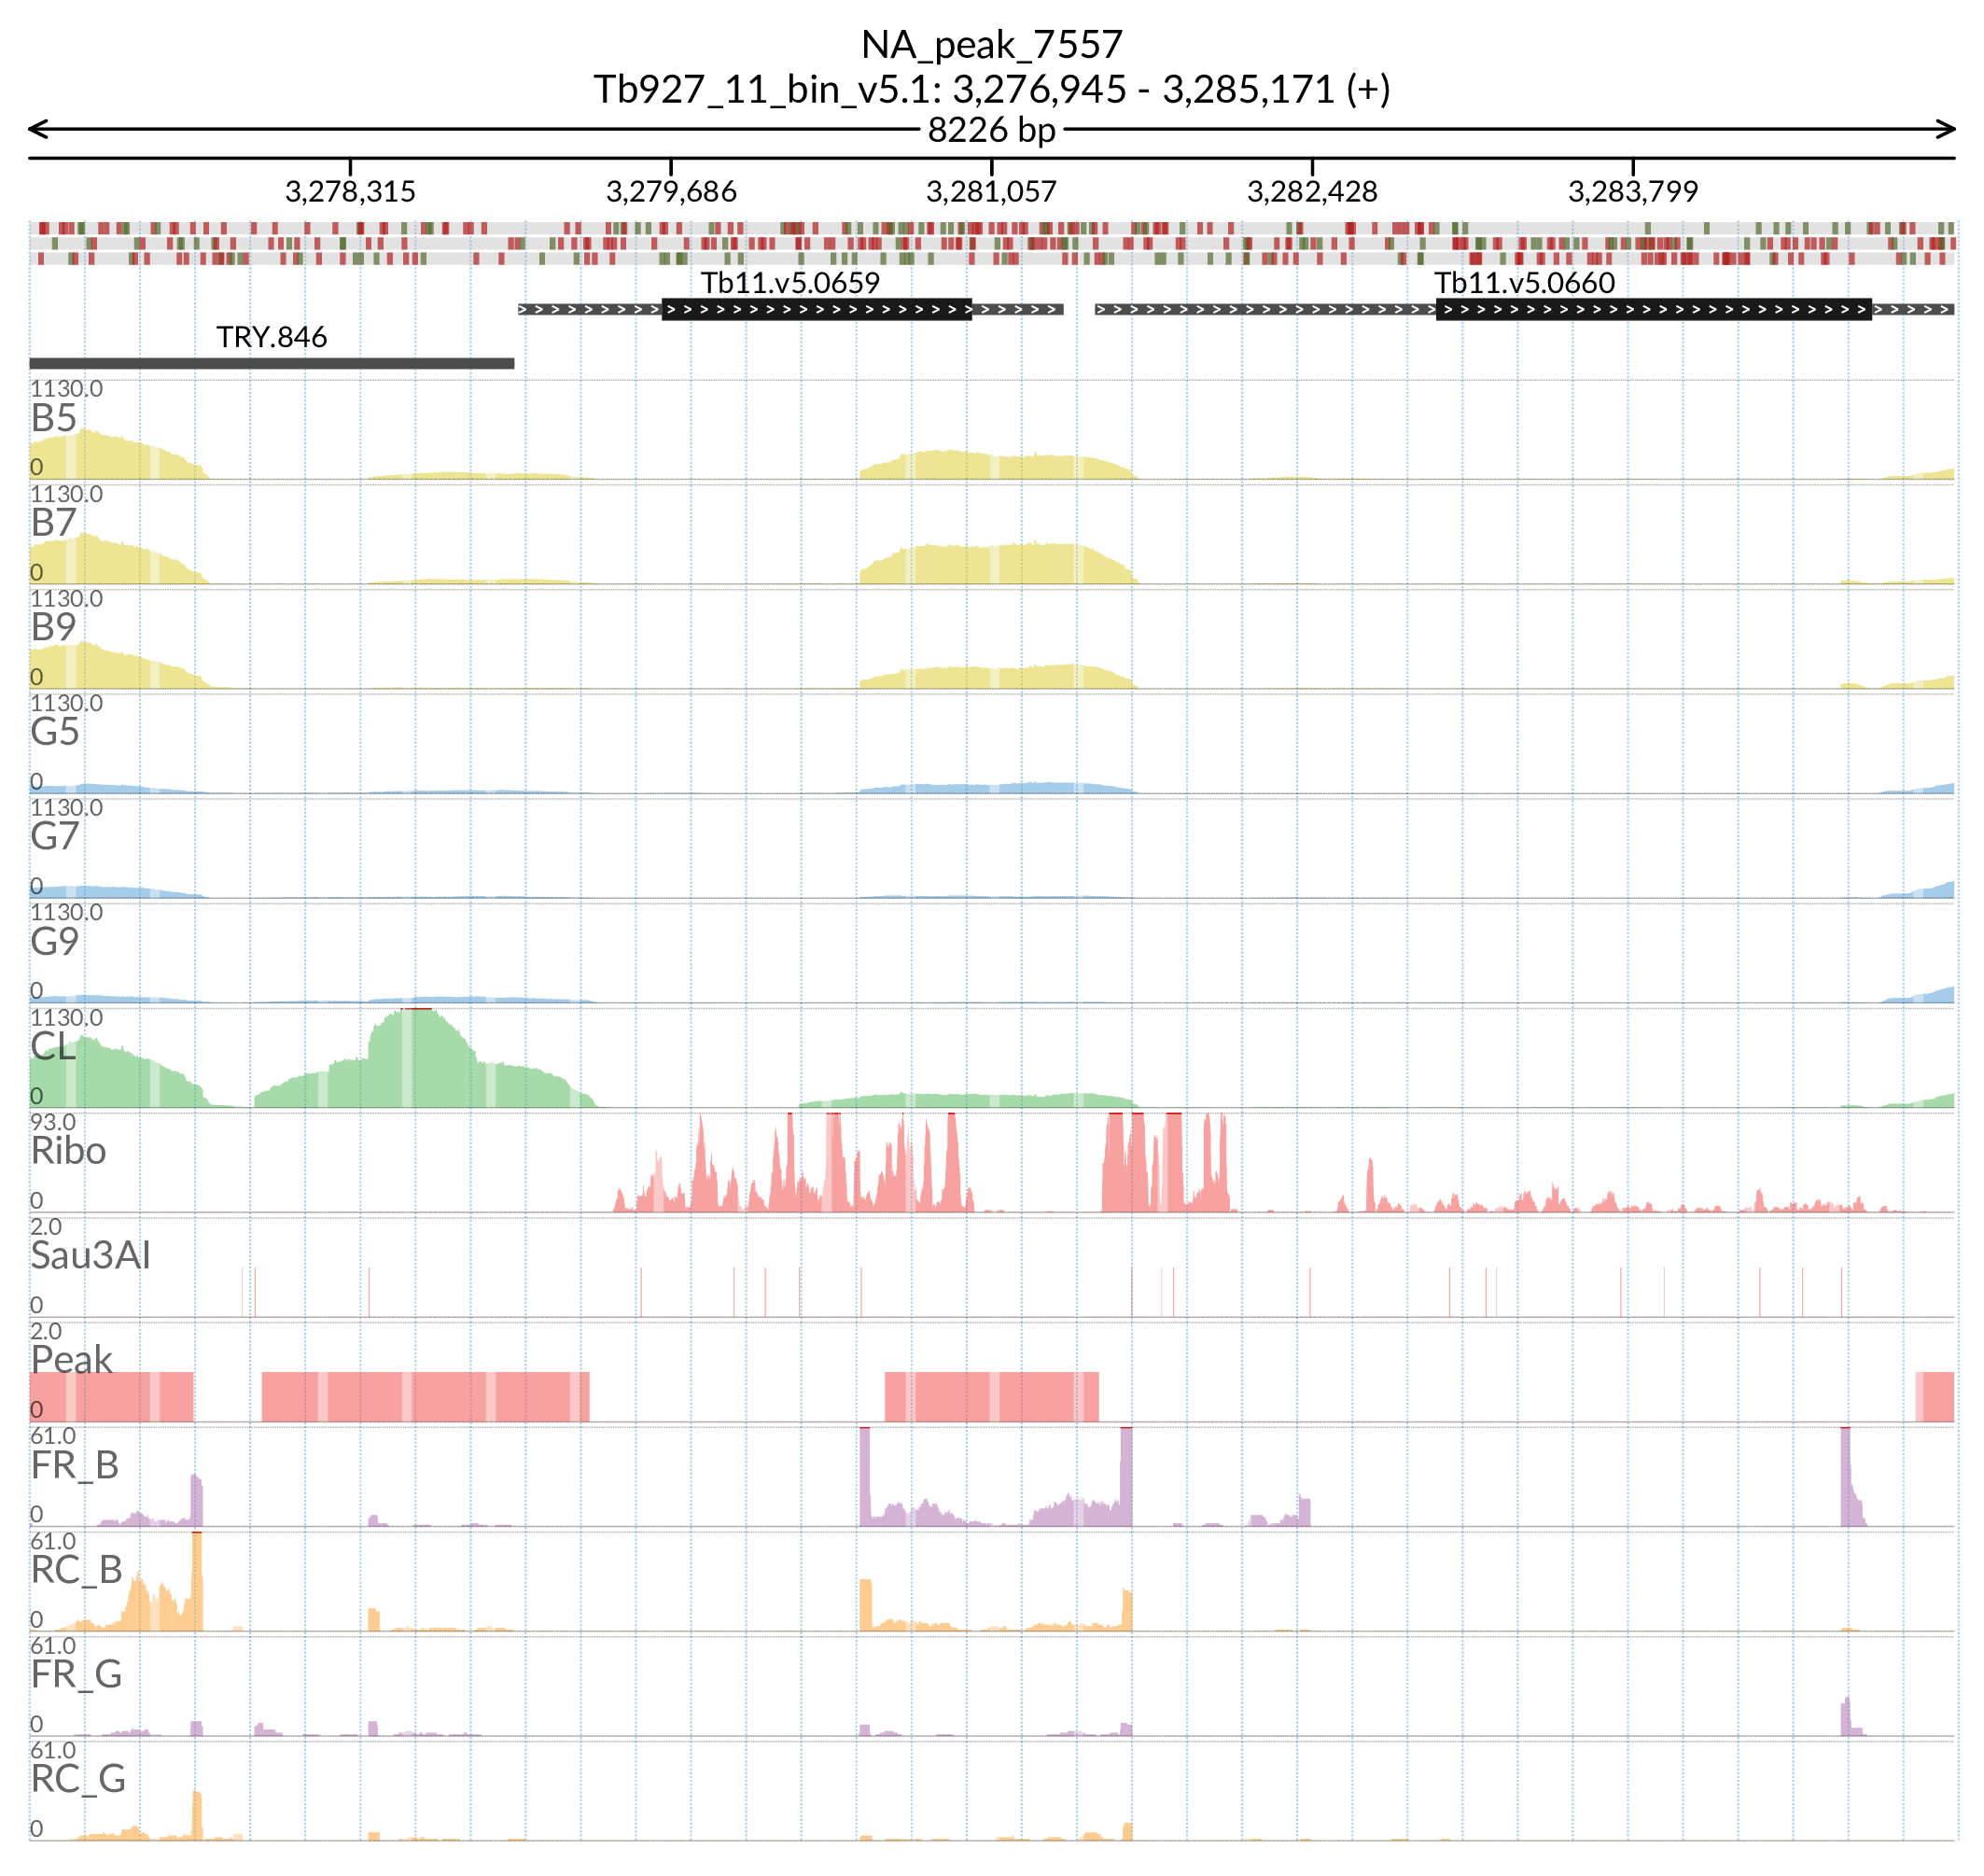 NA_peak_7557
Tb927_11_bin_v5.1: 3,276,945 - 3,285,171 (+)
8226 bp
3,278,315 3,279,686 3,281,057 3,282,428 3,283,799
Tb11.v5.0659 Tb11.v5.0660
TRY.846
1130.0
B5
0
1130.0
B7
0
1130.0
B9
0
1130.0
G5
0
1130.0
G7
0
1130.0
G9
0
1130.0
CL
0
93.0
Ribo
0
2.0
Sau3AI
0
2.0
Peak
0
61.0
FR_B
0
61.0
RC_B
0
61.0
FR_G
0
61.0
RC_G
0